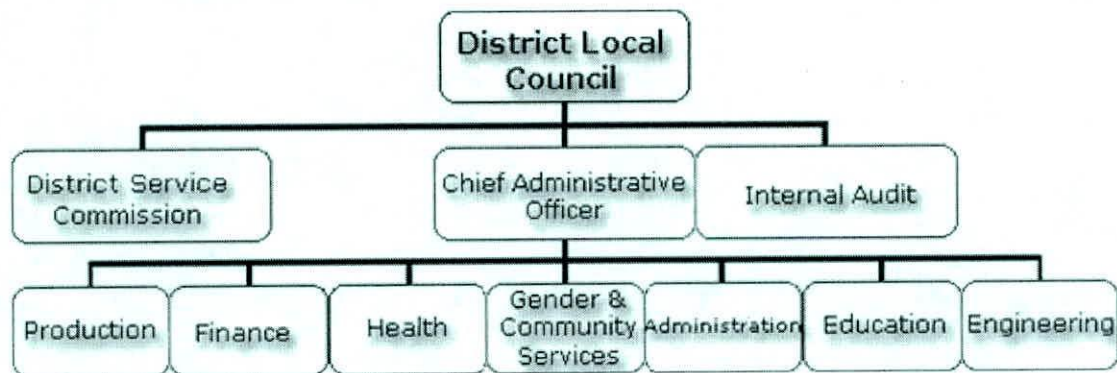 District Local
Council
District Service
Commission
Chief Administrative
Officer
Internal Audit
Production
Finance
Health
Gender &
Community
Services
Administration
Education
Engineering